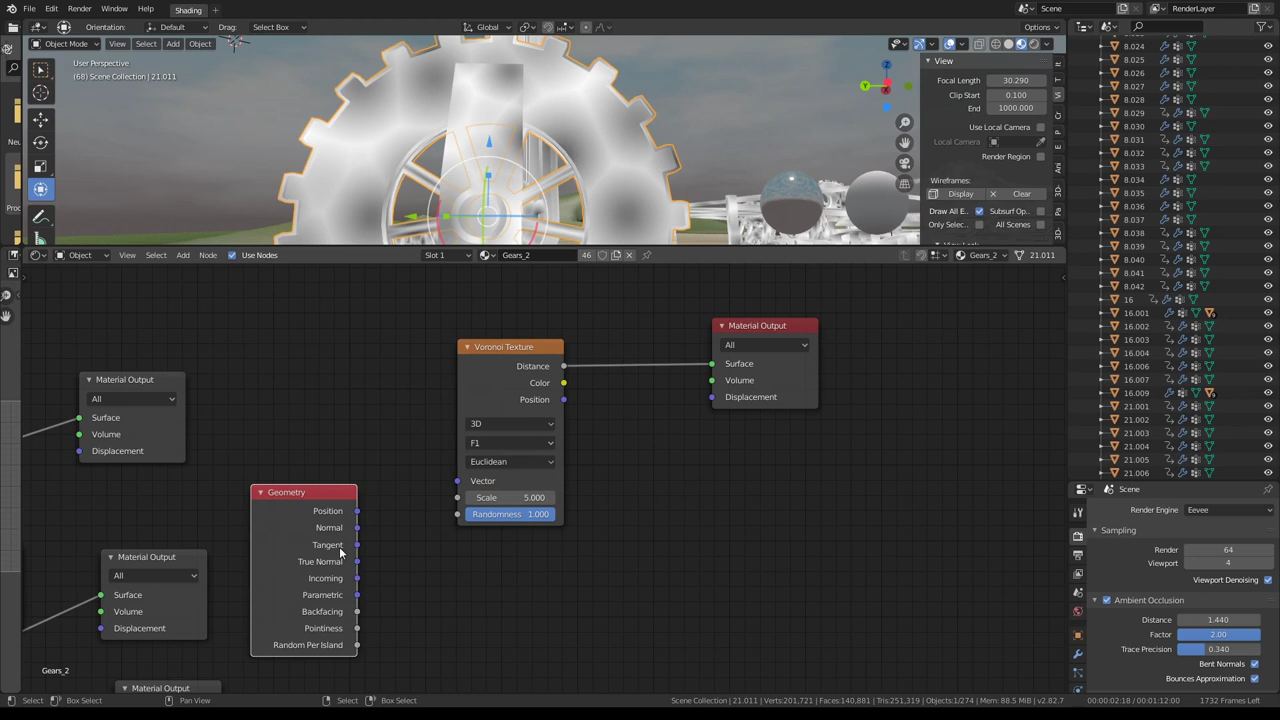 File Edit Render Window Help Shading + Scene RenderLayer
Orientation: Default Drag: Select Box Global Options
Object Mode View Select Add Object
User Perspective
(68) Scene Collection | 21.011
Z
Y
View
Focal Length 30.290
Clip Start 0.100
End 1000.000
Use Local Camera
Local Camera
Render Region
Wireframes:
Display Clear
Draw All E.. Subsurf Op..
Only Selec.. All Scenes
8.024
8.025
8.026
8.027
8.028
8.029
8.030
8.031
8.032
8.033
8.034
8.035
8.036
8.037
8.038
8.039
8.040
8.041
8.042
16
16.001
16.002
16.003
16.004
16.006
16.007
16.009
21.001
21.002
21.003
21.004
21.005
21.006
Object View Select Add Node Use Nodes Slot 1 Gears_2 46 Gears_2 21.011
Material Output
All
Surface
Volume
Displacement
Voronoi Texture
Distance
Color
Position
3D
F1
Euclidean
Vector
Scale 5.000
Randomness 1.000
Material Output
All
Surface
Volume
Displacement
Geometry
Position
Normal
Tangent
True Normal
Incoming
Parametric
Backfacing
Pointiness
Random Per Island
Material Output
All
Surface
Volume
Displacement
Gears_2
Material Output
Scene
Render Engine Eevee
Sampling
Render 64
Viewport 4
Viewport Denoising
Ambient Occlusion
Distance 1.440
Factor 2.00
Trace Precision 0.340
Bent Normals
Bounces Approximation
Select Box Select Pan View Select Box Select Scene Collection | 21.011 | Verts:201,721 | Faces:140,881 | Tris:251,319 | Objects:1/274 | Mem: 88.5 MiB | v2.82.7 00:00:02:18 / 00:01:12:00 1732 Frames Left